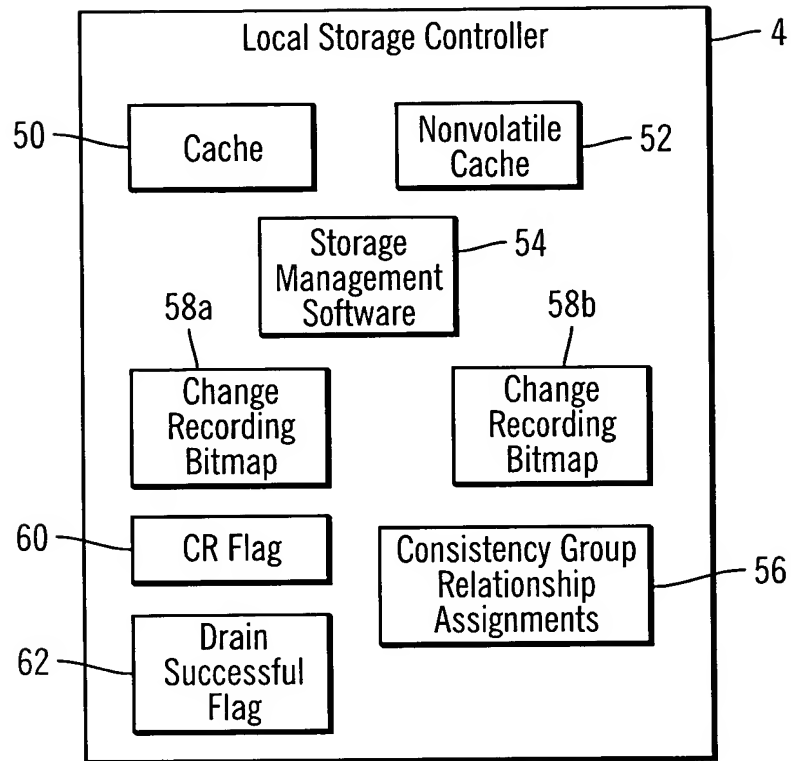 Local Storage Controller
4
50
Cache
Nonvolatile
Cache
52
Storage
Management
Software
54
58a
Change
Recording
Bitmap
58b
Change
Recording
Bitmap
60
CR Flag
Consistency Group
Relationship
Assignments
56
62
Drain
Successful
Flag